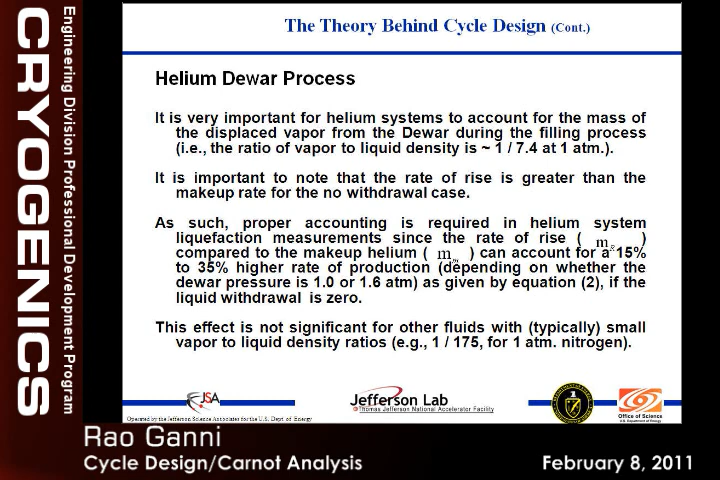 Engineering Division Professional Development Program
CRYOGENICS
The Theory Behind Cycle Design (Cont.)
Helium Dewar Process
It is very important for helium systems to account for the mass of
the displaced vapor from the Dewar during the filling process
(i.e., the ratio of vapor to liquid density is ~ 1 / 7.4 at 1 atm.).
It is important to note that the rate of rise is greater than the
makeup rate for the no withdrawal case.
As such, proper accounting is required in helium system
liquefaction measurements since the rate of rise ( m_R )
compared to the makeup helium ( m_m ) can account for a 15%
to 35% higher rate of production (depending on whether the
dewar pressure is 1.0 or 1.6 atm) as given by equation (2), if the
liquid withdrawal is zero.
This effect is not significant for other fluids with (typically) small
vapor to liquid density ratios (e.g., 1 / 175, for 1 atm. nitrogen).
JSA
Operated by the Jefferson Science Associates for the U.S. Dept. of Energy
Jefferson Lab
Thomas Jefferson National Accelerator Facility
1
Office of Science
U.S. Department of Energy
Rao Ganni
Cycle Design/Carnot Analysis
February 8, 2011